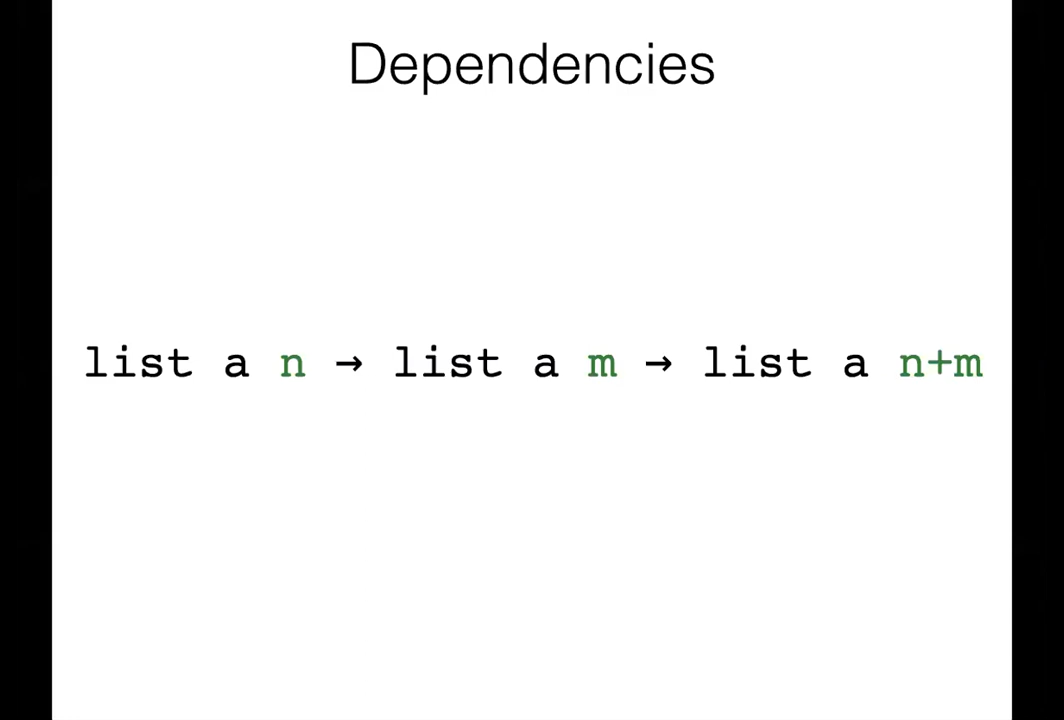 Dependencies
list a n → list a m → list a n+m